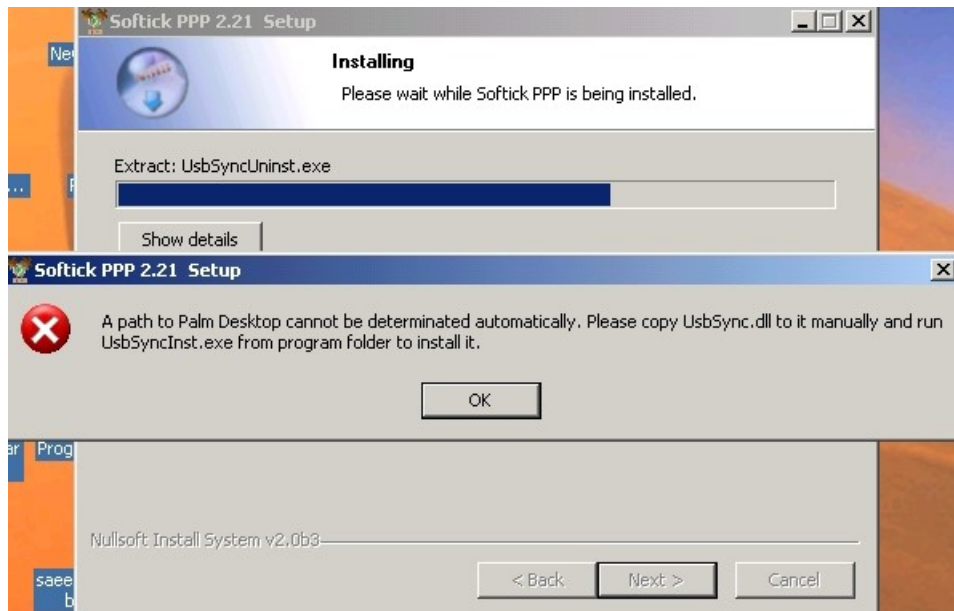 Softick PPP 2.21 Setup
Installing
Please wait while Softick PPP is being installed.
Extract: UsbSyncUninst.exe
Show details
Softick PPP 2.21 Setup
A path to Palm Desktop cannot be determinated automatically. Please copy UsbSync.dll to it manually and run
UsbSyncInst.exe from program folder to install it.
OK
Prog
Nullsoft Install System v2.0b3
< Back
Next >
Cancel
saee
b